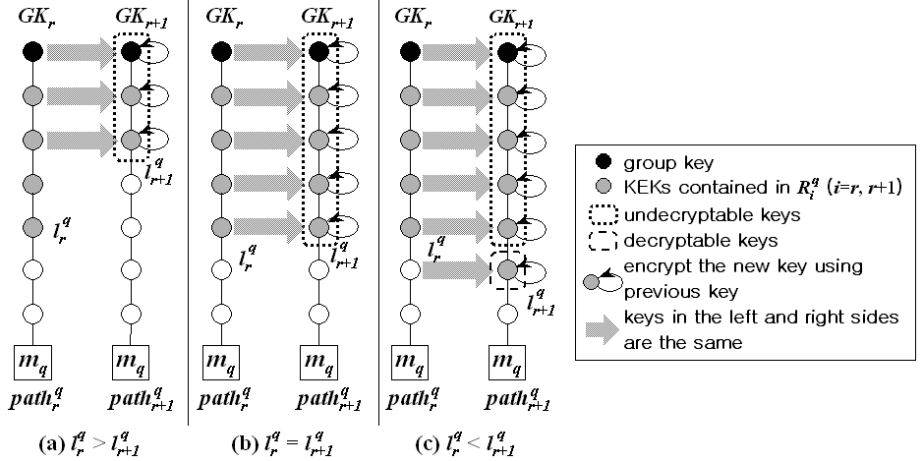 GK_r GK_{r+1} GK_r GK_{r+1} GK_r GK_{r+1}
l^q_{r+1}
l^q_r
l^q_r
l^q_{r+1}
l^q_r
l^q_{r+1}
m_q m_q m_q m_q m_q m_q
path^q_r path^q_{r+1} path^q_r path^q_{r+1} path^q_r path^q_{r+1}
(a) l^q_r > l^q_{r+1} (b) l^q_r = l^q_{r+1} (c) l^q_r < l^q_{r+1}
group key
KEKs contained in R^q_i (i=r, r+1)
undecryptable keys
decryptable keys
encrypt the new key using
previous key
keys in the left and right sides
are the same